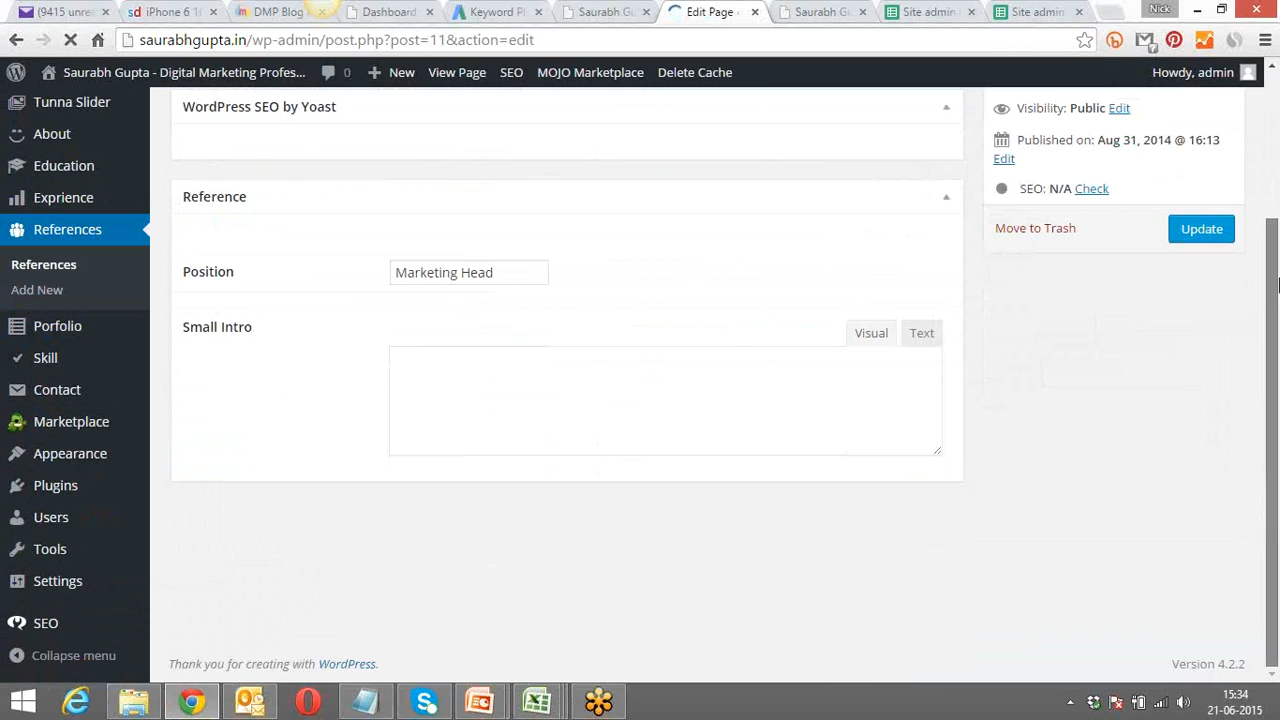 (9415 unrea
iPhone 6 1/
DMP Blog
Dashboard
Keyword Pl
Saurabh Gu
Edit Page
Saurabh Gu
Site admin
Site admin
Nick
saurabhgupta.in/wp-admin/post.php?post=11&action=edit
Saurabh Gupta - Digital Marketing Profes...
0
New
View Page
SEO
MOJO Marketplace
Delete Cache
Howdy, admin
Tunna Slider
About
Education
Exprience
References
References
Add New
Porfolio
Skill
Contact
Marketplace
Appearance
Plugins
Users
Tools
Settings
SEO
Collapse menu
WordPress SEO by Yoast
Reference
Position
Marketing Head
Small Intro
Visual
Text
Visibility: Public Edit
Published on: Aug 31, 2014 @ 16:13
Edit
SEO: N/A Check
Move to Trash
Update
Thank you for creating with WordPress.
Version 4.2.2
15:34
21-06-2015